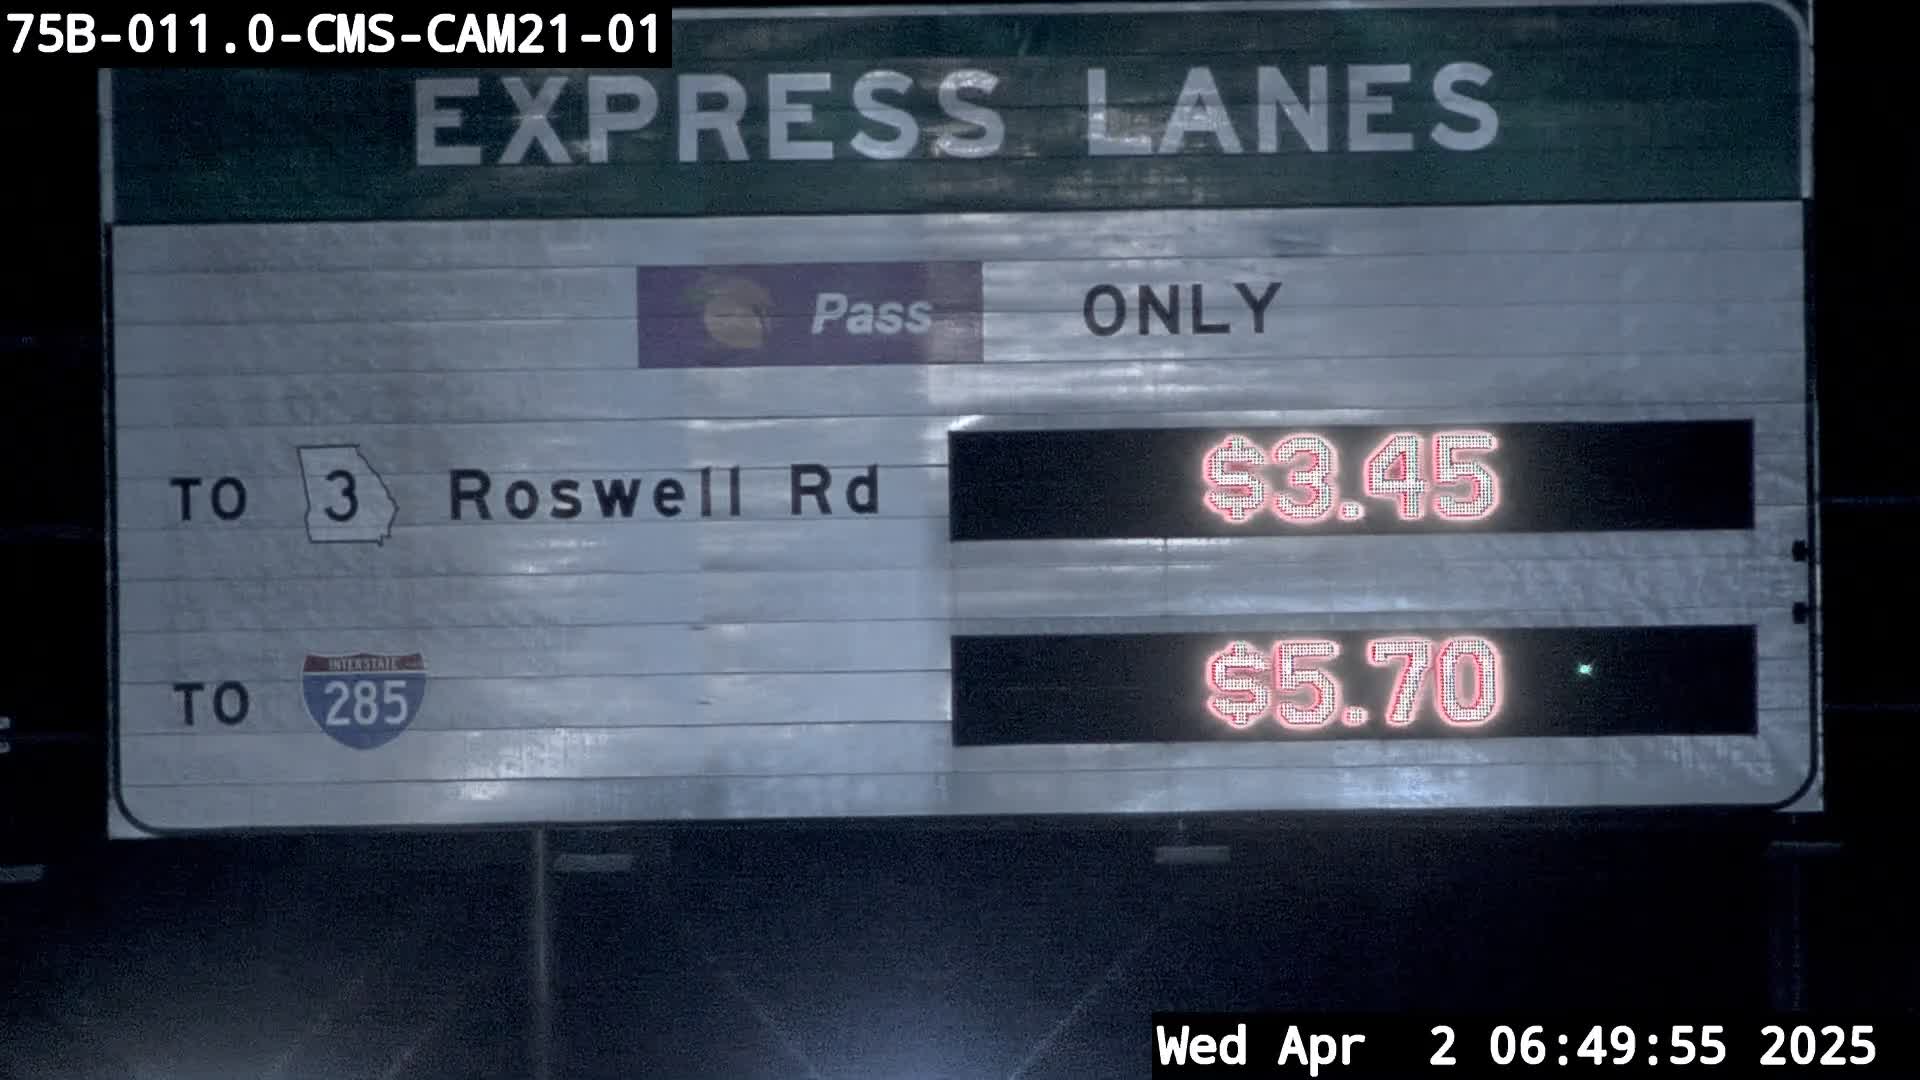 75B-011.0-CMS-CAM21-01
EXPRESS LANES
Pass ONLY
TO 3 Roswell Rd $3.45
INTERSTATE
TO 285 $5.70
Wed Apr 2 06:49:55 2025